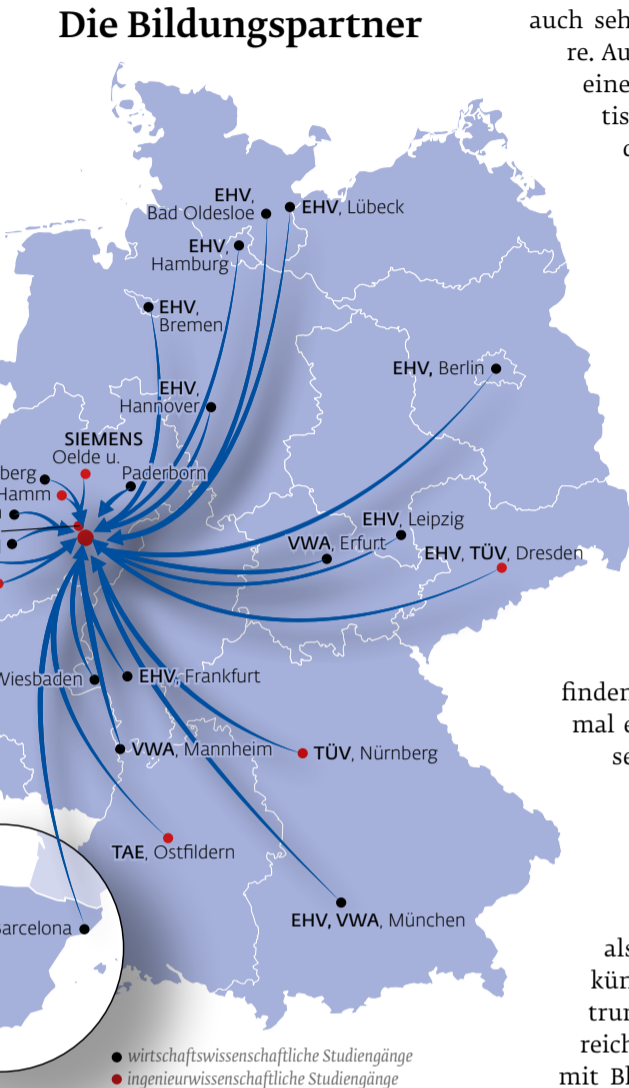 Die Bildungspartner
EHV,
Bad Oldesloe
EHV, Lübeck
EHV,
Hamburg
EHV,
Bremen
EHV, Berlin
EHV,
Hannover
SIEMENS
Oelde u.
Paderborn
berg
Hamm
EHV, Leipzig
VWA, Erfurt
EHV, TÜV, Dresden
Wiesbaden
EHV, Frankfurt
VWA, Mannheim
TÜV, Nürnberg
TAE, Ostfildern
EHV, VWA, München
arcelona
wirtschaftswissenschaftliche Studiengänge
ingenieurwissenschaftliche Studiengänge
auch seh
re. Au
eine
tis
finden
mal e
se
als
kün
trun
reich
mit Bl